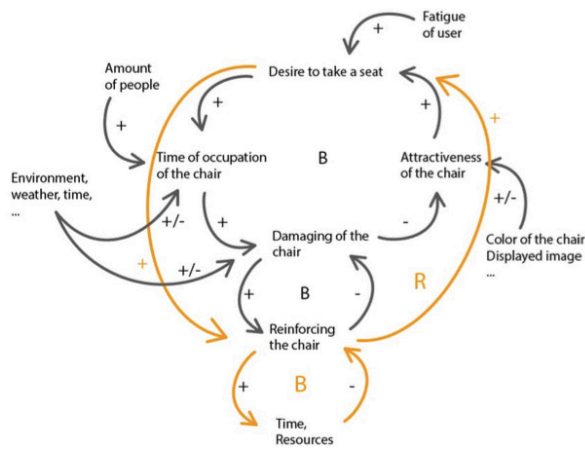 Fatigue
of user
+
Desire to take a seat
Amount
of people
+
+
+
+
Time of occupation
of the chair
B
Attractiveness
of the chair
Environment,
weather, time,
...
+/-
+
-
+/-
Damaging of the
chair
Color of the chair
Displayed image
...
+
+/-
R
+
B
-
Reinforcing
the chair
+
B
-
Time,
Resources